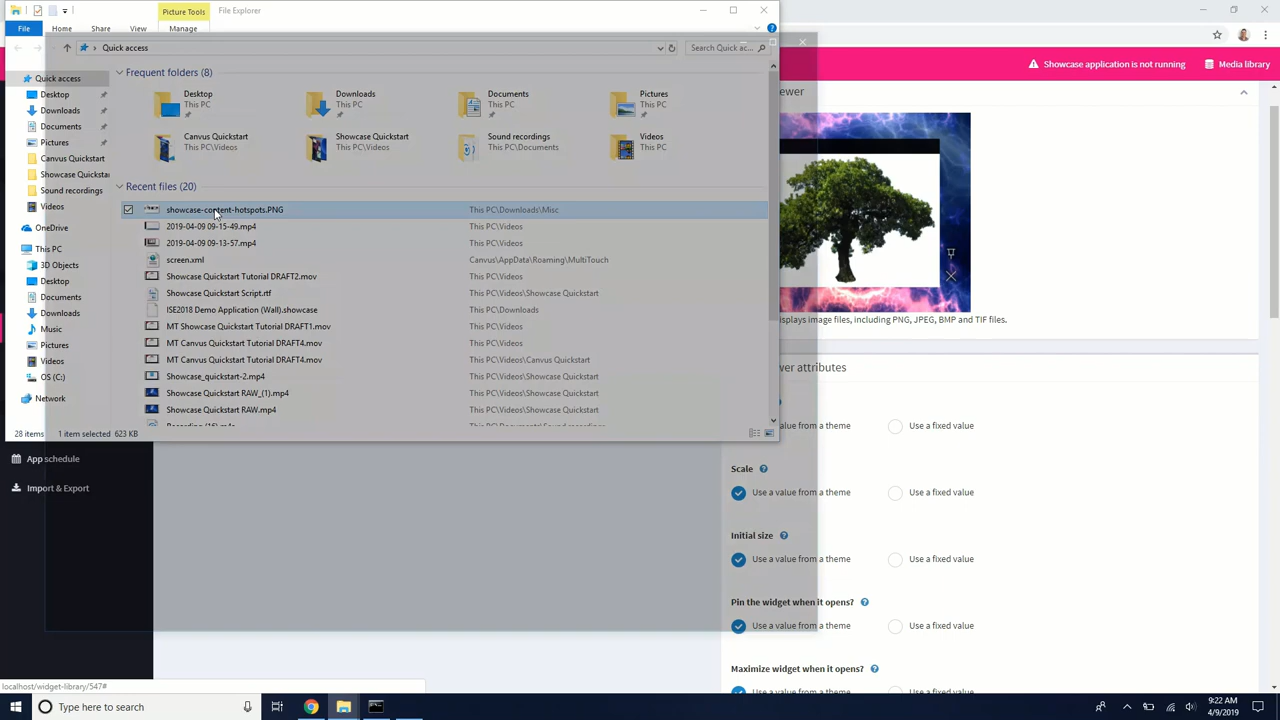 Picture Tools
File Explorer
File
Home
Share
View
Manage
Quick access
Search Quick ac...
Showcase application is not running
Media library
Quick access
Desktop
Downloads
Documents
Pictures
Canvus Quickstart
Showcase Quickst
Sound recordings
Videos
OneDrive
This PC
3D Objects
Desktop
Documents
Downloads
Music
Pictures
Videos
OS (C:)
Network
Frequent folders (8)
Desktop
This PC
Downloads
This PC
Documents
This PC
Pictures
This PC
Canvus Quickstart
This PC\Videos
Showcase Quickstart
This PC\Videos
Sound recordings
This PC\Documents
Videos
This PC
Recent files (20)
showcase-content-hotspots.PNG This PC\Downloads\Misc
2019-04-09 09-15-49.mp4 This PC\Videos
2019-04-09 09-13-57.mp4 This PC\Videos
screen.xml Canvus\AppData\Roaming\MultiTouch
Showcase Quickstart Tutorial DRAFT2.mov This PC\Videos
Showcase Quickstart Script.rtf This PC\Videos\Showcase Quickstart
ISE2018 Demo Application (Wall).showcase This PC\Downloads
MT Showcase Quickstart Tutorial DRAFT1.mov This PC\Videos
MT Canvus Quickstart Tutorial DRAFT4.mov This PC\Videos
MT Canvus Quickstart Tutorial DRAFT4.mov This PC\Videos\Canvus Quickstart
Showcase_quickstart-2.mp4 This PC\Videos\Showcase Quickstart
Showcase Quickstart RAW_(1).mp4 This PC\Videos\Showcase Quickstart
Showcase Quickstart RAW.mp4 This PC\Videos\Showcase Quickstart
28 items 1 item selected 623 KB
App schedule
Import & Export
ewer
isplays image files, including PNG, JPEG, BMP and TIF files.
wer attributes
value from a theme
Use a fixed value
Scale
Use a value from a theme
Use a fixed value
Initial size
Use a value from a theme
Use a fixed value
Pin the widget when it opens?
Use a value from a theme
Use a fixed value
Maximize widget when it opens?
Use a value from a theme
Use a fixed value
localhost/widget-library/547#
Type here to search
9:22 AM
4/9/2019